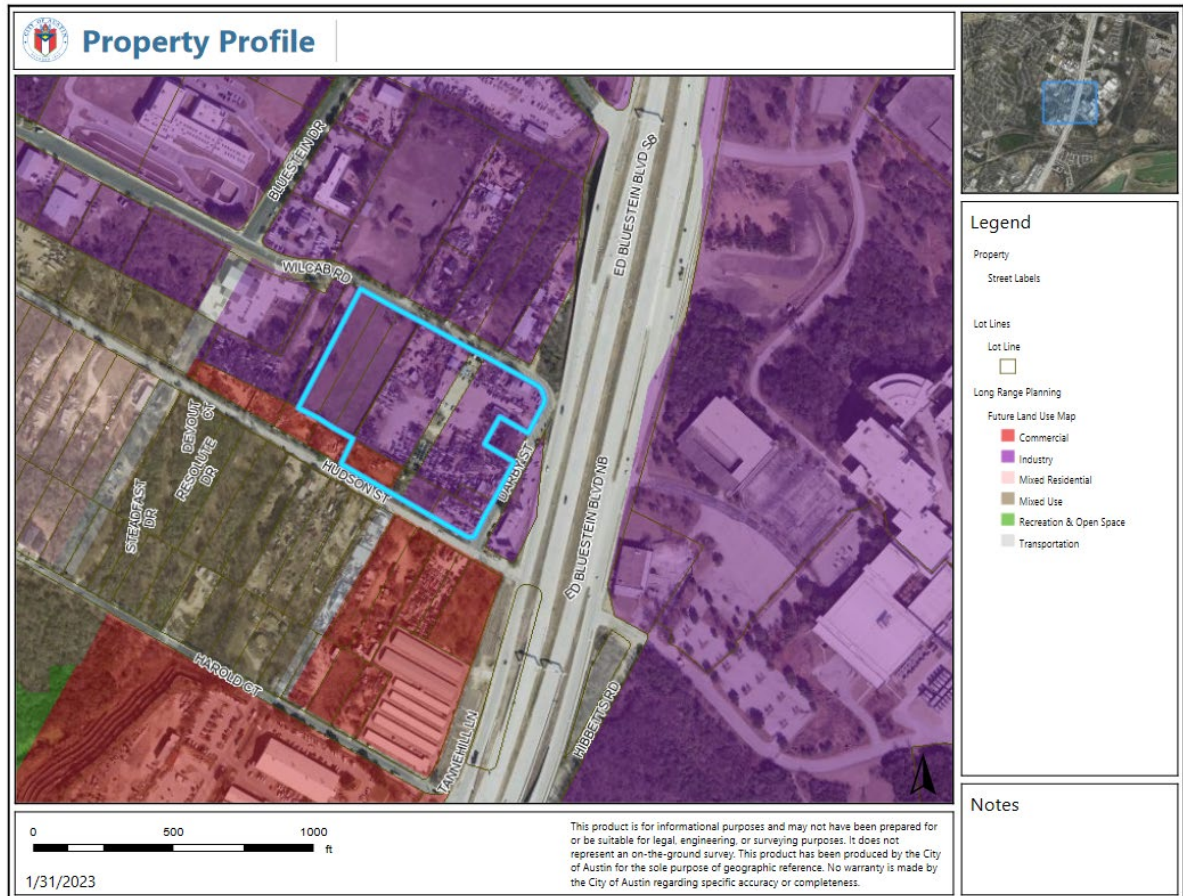 CITY OF AUSTIN
Property Profile
BLUESTEIN DR
ED BLUESTEIN BLVD SB
WILCAB RD
DEVOUT
CT
RESOLUTE
DR
STEADFAST
DR
HUDSON ST
DARBY ST
ED BLUESTEIN BLVD NB
HAROLD CT
TANNEHILL LN
HIBBETTS RD
Legend
Property
Street Labels
Lot Lines
Lot Line
Long Range Planning
Future Land Use Map
Commercial
Industry
Mixed Residential
Mixed Use
Recreation & Open Space
Transportation
Notes
0 500 1000
ft
1/31/2023
This product is for informational purposes and may not have been prepared for
or be suitable for legal, engineering, or surveying purposes. It does not
represent an on-the-ground survey. This product has been produced by the City
of Austin for the sole purpose of geographic reference. No warranty is made by
the City of Austin regarding specific accuracy or completeness.